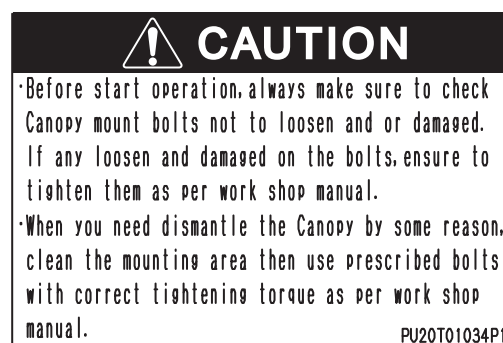 CAUTION
·Before start operation, always make sure to check
Canopy mount bolts not to loosen and or damaged.
If any loosen and damaged on the bolts, ensure to
tighten them as per work shop manual.
·When you need dismantle the Canopy by some reason,
clean the mounting area then use prescribed bolts
with correct tightening torque as per work shop
manual.
PU20T01034P1